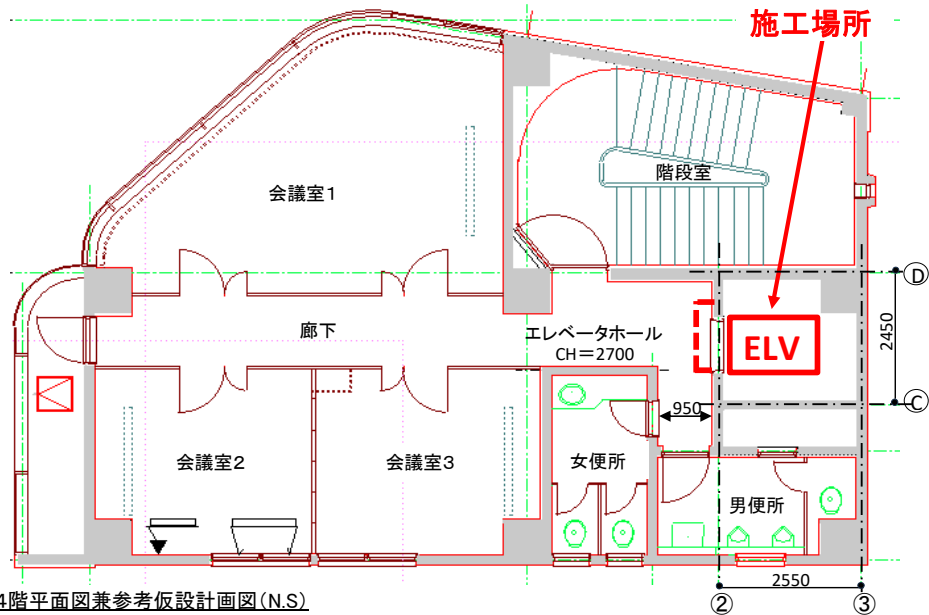 施工場所
階段室
会議室1
D
2450
廊下
エレベータホール
CH=2700
ELV
C
950
会議室2
会議室3
女便所
男便所
2550
4階平面図兼参考仮設計画図(N.S)
②
③